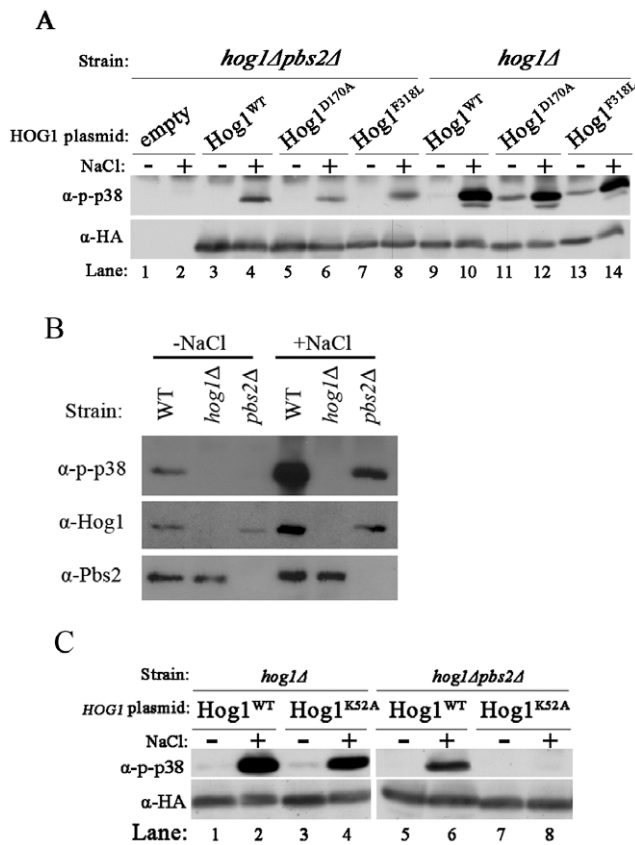 A
Strain: hog1Δpbs2Δ hog1Δ
HOG1 plasmid: empty Hog1WT Hog1D170A Hog1F318L Hog1WT Hog1D170A Hog1F318L
NaCl: - + - + - + - + - + - + - +
α-p-p38
α-HA
Lane: 1 2 3 4 5 6 7 8 9 10 11 12 13 14
B
-NaCl +NaCl
Strain: WT hog1Δ pbs2Δ WT hog1Δ pbs2Δ
α-p-p38
α-Hog1
α-Pbs2
C
Strain: hog1Δ hog1Δpbs2Δ
HOG1 plasmid: Hog1WT Hog1K52A Hog1WT Hog1K52A
NaCl: - + - + - + - +
α-p-p38
α-HA
Lane: 1 2 3 4 5 6 7 8